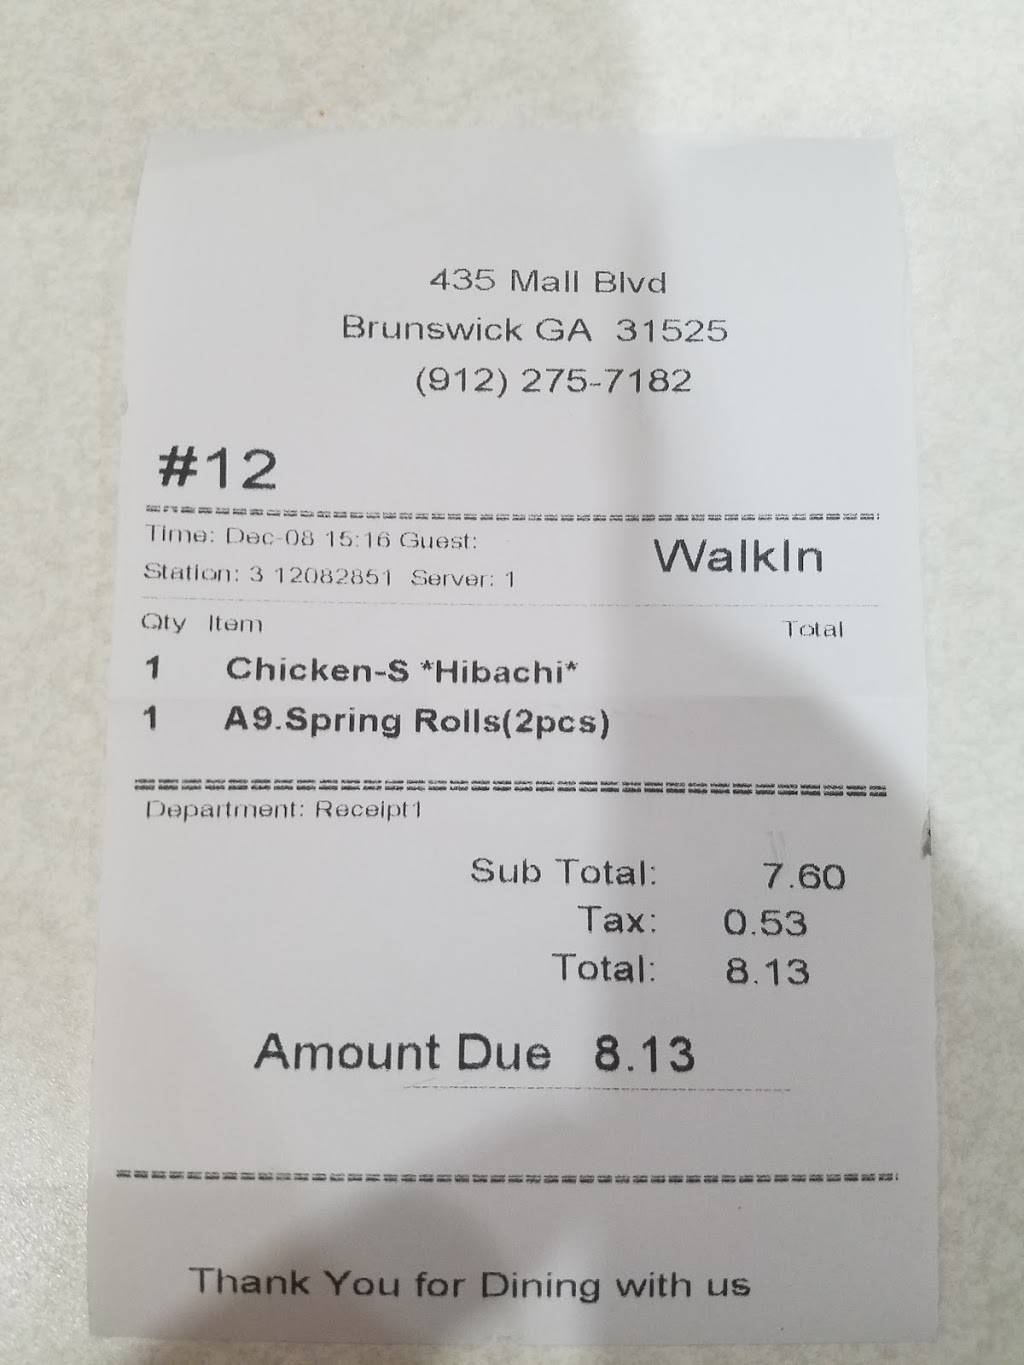 435 Mall Blvd
Brunswick GA 31525
(912) 275-7182
#12
Time: Dec-08 15:16 Guest:
WalkIn
Station: 3 12082851 Server: 1
Qty Item Total
1 Chicken-S *Hibachi*
1 A9.Spring Rolls(2pcs)
Department: Receipt1
Sub Total: 7.60
Tax: 0.53
Total: 8.13
Amount Due 8.13
Thank You for Dining with us